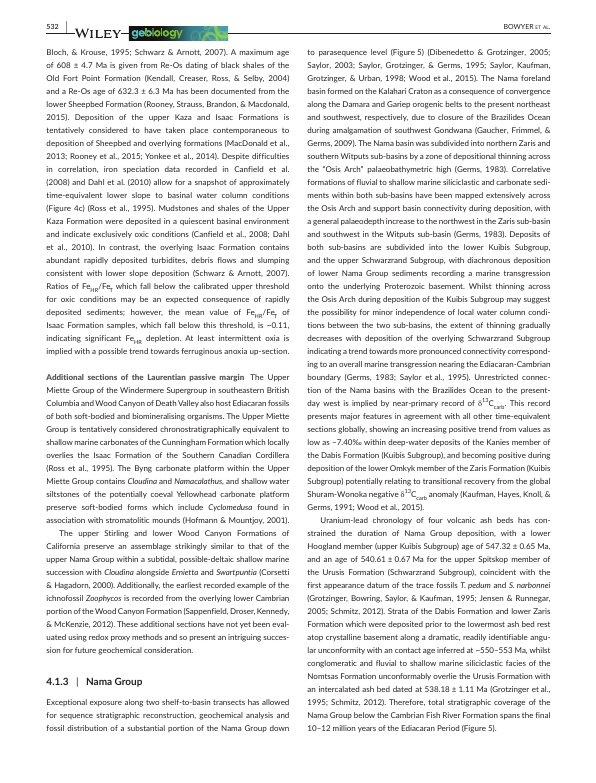 532
WILEY
gebiology
BOWYER ET AL.
Bloch, & Krouse, 1995; Schwarz & Arnott, 2007). A maximum age
of 608 ± 4.7 Ma is given from Re-Os dating of black shales of the
Old Fort Point Formation (Kendall, Creaser, Ross, & Selby, 2004)
and a Re-Os age of 632.3 ± 6.3 Ma has been documented from the
lower Sheepbed Formation (Rooney, Strauss, Brandon, & Macdonald,
2015). Deposition of the upper Kaza and Isaac Formations is
tentatively considered to have taken place contemporaneous to
deposition of Sheepbed and overlying formations (MacDonald et al.,
2013; Rooney et al., 2015; Yonkee et al., 2014). Despite difficulties
in correlation, iron speciation data recorded in Canfield et al.
(2008) and Dahl et al. (2010) allow for a snapshot of approximately
time-equivalent lower slope to basinal water column conditions
(Figure 4c) (Ross et al., 1995). Mudstones and shales of the Upper
Kaza Formation were deposited in a quiescent basinal environment
and indicate exclusively oxic conditions (Canfield et al., 2008; Dahl
et al., 2010). In contrast, the overlying Isaac Formation contains
abundant rapidly deposited turbidites, debris flows and slumping
consistent with lower slope deposition (Schwarz & Arnott, 2007).
Ratios of FeHR/FeT which fall below the calibrated upper threshold
for oxic conditions may be an expected consequence of rapidly
deposited sediments; however, the mean value of FeHR/FeT of
Isaac Formation samples, which fall below this threshold, is ~0.11,
indicating significant FeHR depletion. At least intermittent oxia is
implied with a possible trend towards ferruginous anoxia up-section.
Additional sections of the Laurentian passive margin The Upper
Miette Group of the Windermere Supergroup in southeastern British
Columbia and Wood Canyon of Death Valley also host Ediacaran fossils
of both soft-bodied and biomineralising organisms. The Upper Miette
Group is tentatively considered chronostratigraphically equivalent to
shallow marine carbonates of the Cunningham Formation which locally
overlies the Isaac Formation of the Southern Canadian Cordillera
(Ross et al., 1995). The Byng carbonate platform within the Upper
Miette Group contains Cloudina and Namacalathus, and shallow water
siltstones of the potentially coeval Yellowhead carbonate platform
preserve soft-bodied forms which include Cyclomedusa found in
association with stromatolitic mounds (Hofmann & Mountjoy, 2001).
The upper Stirling and lower Wood Canyon Formations of
California preserve an assemblage strikingly similar to that of the
upper Nama Group within a subtidal, possible-deltaic shallow marine
succession with Cloudina alongside Ernietta and Swartpuntia (Corsetti
& Hagadorn, 2000). Additionally, the earliest recorded example of the
ichnofossil Zoophycos is recorded from the overlying lower Cambrian
portion of the Wood Canyon Formation (Sappenfield, Droser, Kennedy,
& McKenzie, 2012). These additional sections have not yet been eval-
uated using redox proxy methods and so present an intriguing succes-
sion for future geochemical consideration.
4.1.3 | Nama Group
Exceptional exposure along two shelf-to-basin transects has allowed
for sequence stratigraphic reconstruction, geochemical analysis and
fossil distribution of a substantial portion of the Nama Group down
to parasequence level (Figure 5) (Dibenedetto & Grotzinger, 2005;
Saylor, 2003; Saylor, Grotzinger, & Germs, 1995; Saylor, Kaufman,
Grotzinger, & Urban, 1998; Wood et al., 2015). The Nama foreland
basin formed on the Kalahari Craton as a consequence of convergence
along the Damara and Gariep orogenic belts to the present northeast
and southwest, respectively, due to closure of the Brazilides Ocean
during amalgamation of southwest Gondwana (Gaucher, Frimmel, &
Germs, 2009). The Nama basin was subdivided into northern Zaris and
southern Witputs sub-basins by a zone of depositional thinning across
the "Osis Arch" palaeobathymetric high (Germs, 1983). Correlative
formations of fluvial to shallow marine siliciclastic and carbonate sedi-
ments within both sub-basins have been mapped extensively across
the Osis Arch and support basin connectivity during deposition, with
a general palaeodepth increase to the northwest in the Zaris sub-basin
and southwest in the Witputs sub-basin (Germs, 1983). Deposits of
both sub-basins are subdivided into the lower Kuibis Subgroup,
and the upper Schwarzrand Subgroup, with diachronous deposition
of lower Nama Group sediments recording a marine transgression
onto the underlying Proterozoic basement. Whilst thinning across
the Osis Arch during deposition of the Kuibis Subgroup may suggest
the possibility for minor independence of local water column condi-
tions between the two sub-basins, the extent of thinning gradually
decreases with deposition of the overlying Schwarzrand Subgroup
indicating a trend towards more pronounced connectivity correspond-
ing to an overall marine transgression nearing the Ediacaran-Cambrian
boundary (Germs, 1983; Saylor et al., 1995). Unrestricted connec-
tion of the Nama basins with the Brazilides Ocean to the present-
day west is implied by near-primary record of δ13Ccarb. This record
presents major features in agreement with all other time-equivalent
sections globally, showing an increasing positive trend from values as
low as −7.40‰ within deep-water deposits of the Kanies member of
the Dabis Formation (Kuibis Subgroup), and becoming positive during
deposition of the lower Omkyk member of the Zaris Formation (Kuibis
Subgroup) potentially relating to transitional recovery from the global
Shuram-Wonoka negative δ13Ccarb anomaly (Kaufman, Hayes, Knoll, &
Germs, 1991; Wood et al., 2015).
Uranium-lead chronology of four volcanic ash beds has con-
strained the duration of Nama Group deposition, with a lower
Hoogland member (upper Kuibis Subgroup) age of 547.32 ± 0.65 Ma,
and an age of 540.61 ± 0.67 Ma for the upper Spitskop member of
the Urusis Formation (Schwarzrand Subgroup), coincident with the
first appearance datum of the trace fossils T. pedum and S. narbonnei
(Grotzinger, Bowring, Saylor, & Kaufman, 1995; Jensen & Runnegar,
2005; Schmitz, 2012). Strata of the Dabis Formation and lower Zaris
Formation which were deposited prior to the lowermost ash bed rest
atop crystalline basement along a dramatic, readily identifiable angu-
lar unconformity with an contact age inferred at ~550–553 Ma, whilst
conglomeratic and fluvial to shallow marine siliciclastic facies of the
Nomtsas Formation unconformably overlie the Urusis Formation with
an intercalated ash bed dated at 538.18 ± 1.11 Ma (Grotzinger et al.,
1995; Schmitz, 2012). Therefore, total stratigraphic coverage of the
Nama Group below the Cambrian Fish River Formation spans the final
10–12 million years of the Ediacaran Period (Figure 5).